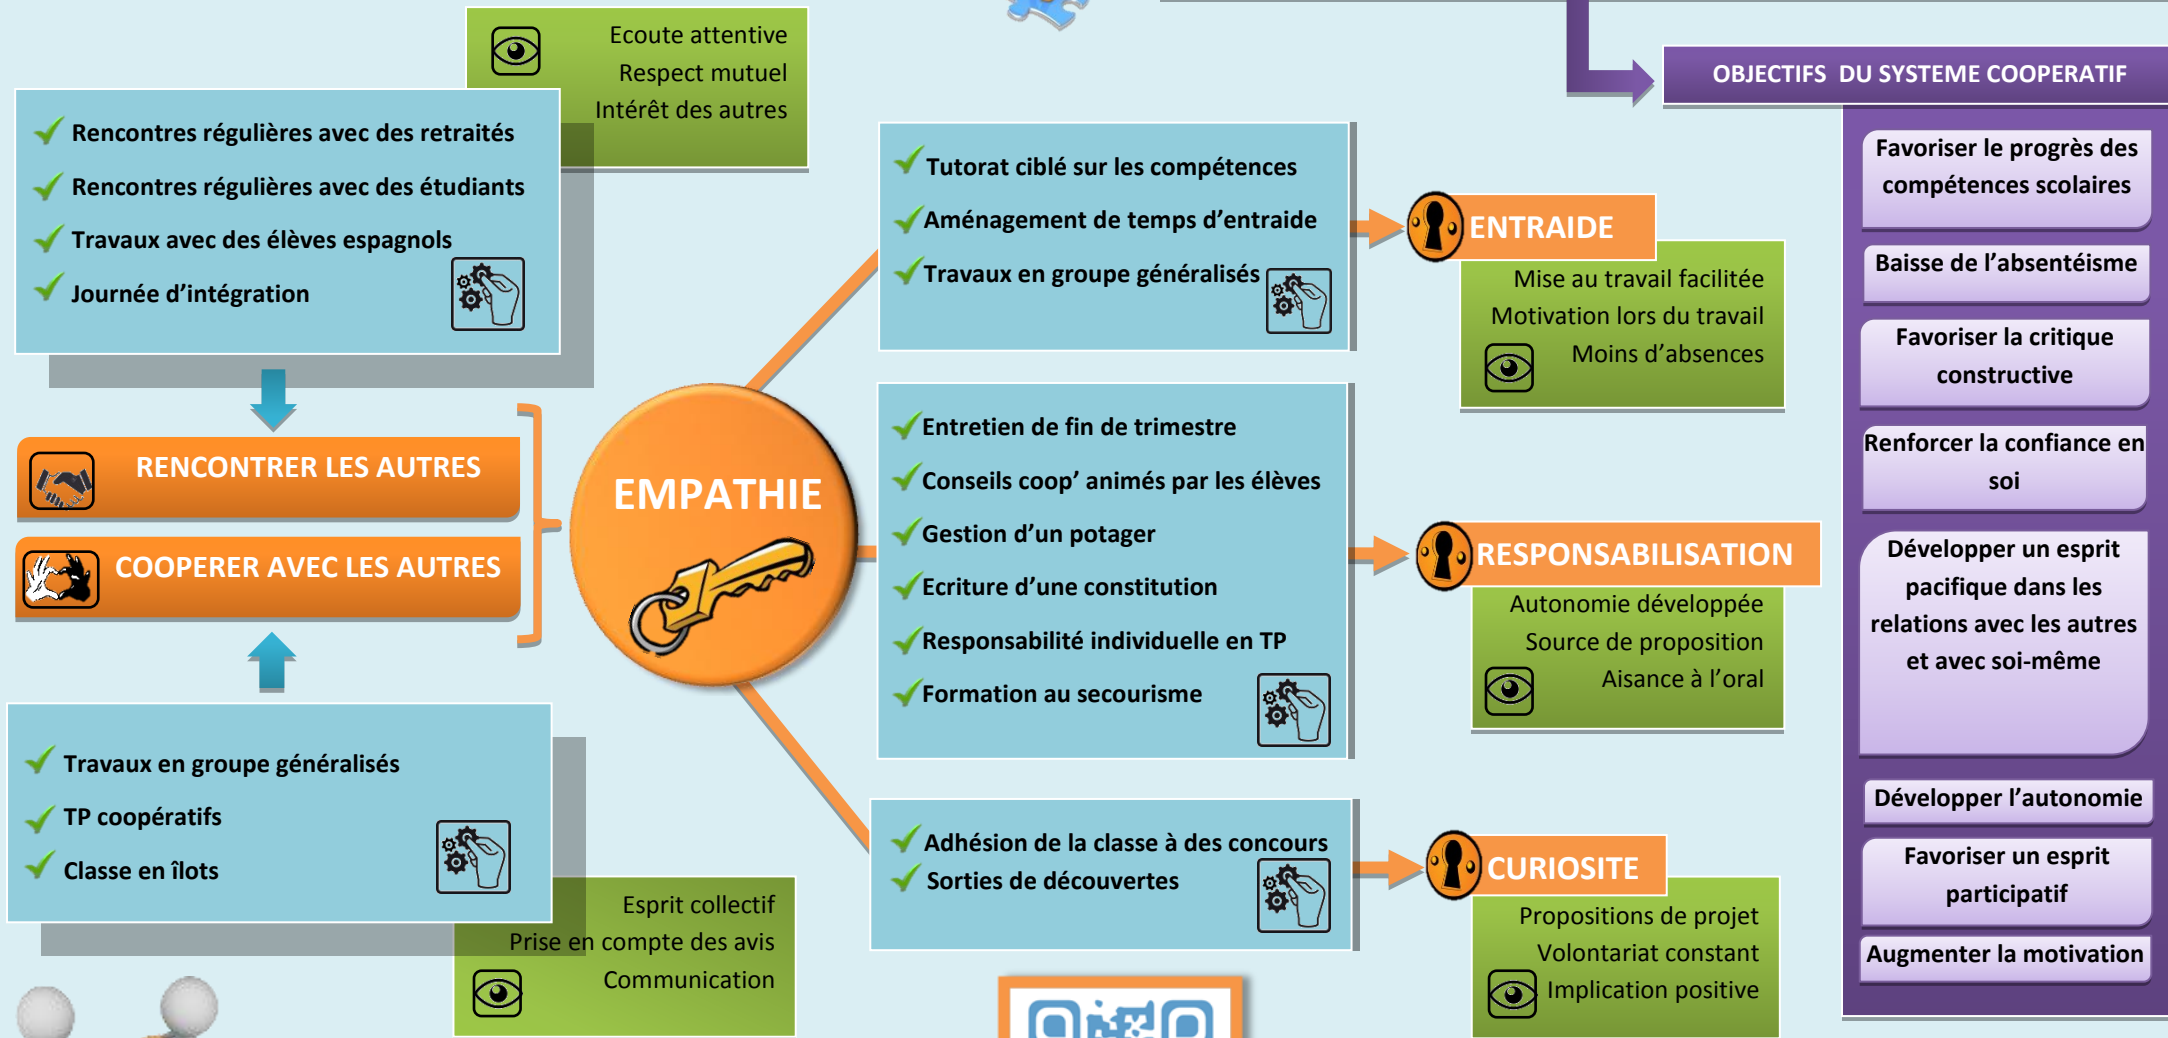 Ecoute attentive
Respect mutuel
Intérêt des autres
Rencontres régulières avec des retraités
Rencontres régulières avec des étudiants
Travaux avec des élèves espagnols
Journée d’intégration
RENCONTRER LES AUTRES
COOPERER AVEC LES AUTRES
Travaux en groupe généralisés
TP coopératifs
Classe en îlots
Esprit collectif
Prise en compte des avis
Communication
EMPATHIE
Tutorat ciblé sur les compétences
Aménagement de temps d’entraide
Travaux en groupe généralisés
ENTRAIDE
Mise au travail facilitée
Motivation lors du travail
Moins d’absences
Entretien de fin de trimestre
Conseils coop’ animés par les élèves
Gestion d’un potager
Ecriture d’une constitution
Responsabilité individuelle en TP
Formation au secourisme
RESPONSABILISATION
Autonomie développée
Source de proposition
Aisance à l’oral
Adhésion de la classe à des concours
Sorties de découvertes
CURIOSITE
Propositions de projet
Volontariat constant
Implication positive
OBJECTIFS DU SYSTEME COOPERATIF
Favoriser le progrès des
compétences scolaires
Baisse de l’absentéisme
Favoriser la critique
constructive
Renforcer la confiance en
soi
Développer un esprit
pacifique dans les
relations avec les autres
et avec soi-même
Développer l’autonomie
Favoriser un esprit
participatif
Augmenter la motivation